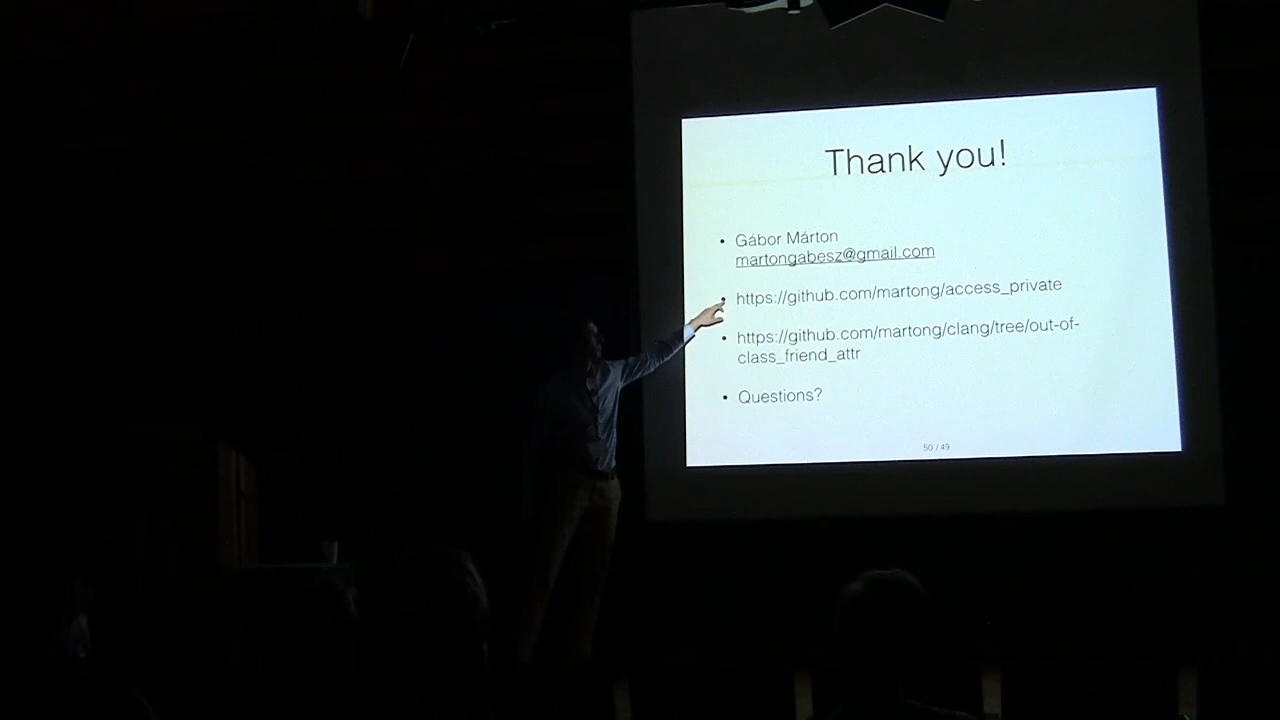 Thank you!
• Gábor Márton
martongabesz@gmail.com
• https://github.com/martong/access_private
• https://github.com/martong/clang/tree/out-of-
class_friend_attr
• Questions?
50 / 49